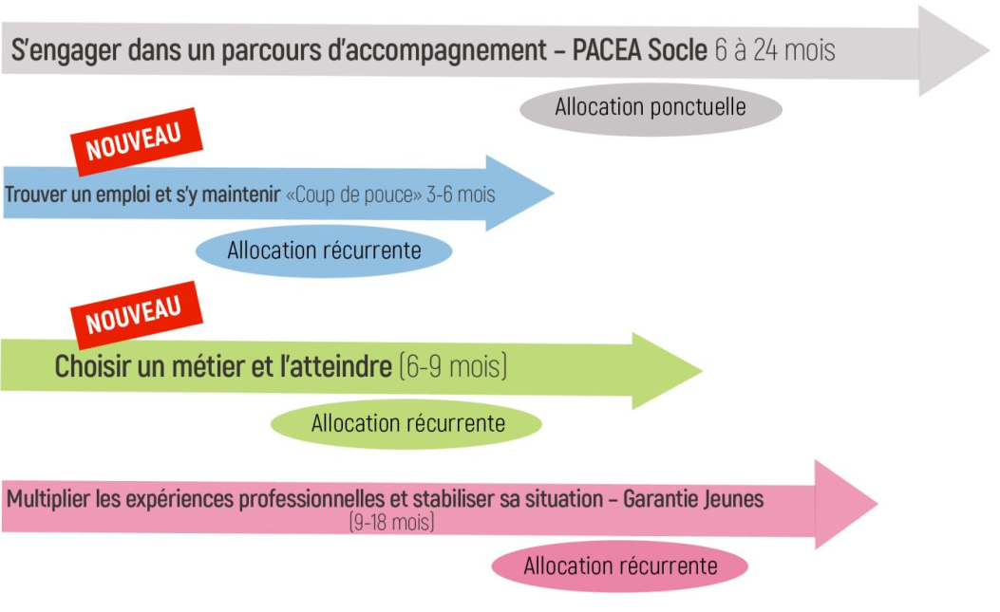 S'engager dans un parcours d'accompagnement – PACEA Socle 6 à 24 mois
Allocation ponctuelle
NOUVEAU
Trouver un emploi et s'y maintenir «Coup de pouce» 3-6 mois
Allocation récurrente
NOUVEAU
Choisir un métier et l'atteindre (6-9 mois)
Allocation récurrente
Multiplier les expériences professionnelles et stabiliser sa situation – Garantie Jeunes
(9-18 mois)
Allocation récurrente